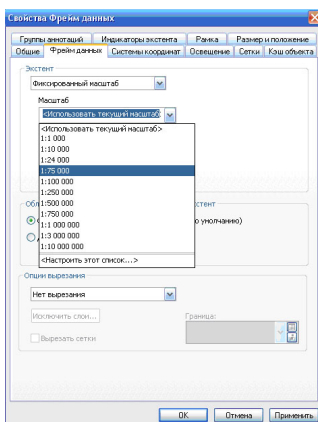 Свойства Фрейм данных
Группы аннотаций Индикаторы экстента Рамка Размер и положение
Общие Фрейм данных Системы координат Освещение Сетки Кэш объекта
Экстент
Фиксированный масштаб
Масштаб
<Использовать текущий масштаб>
<Использовать текущий масштаб>
1:1 000
1:10 000
1:24 000
1:75 000
1:100 000
1:250 000
1:500 000
1:750 000
1:1 000 000
1:3 000 000
1:10 000 000
<Настроить этот список...>
Обл стент
о умолчанию)
Опции вырезания
Нет вырезания
Исключить слои... Граница:
Вырезать сетки
OK Отмена Применить